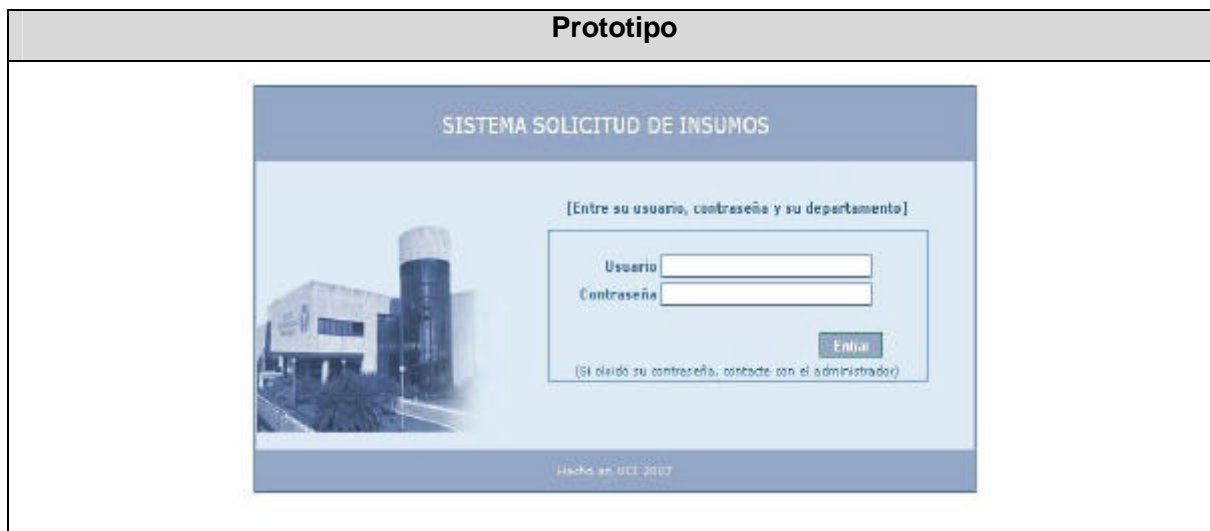 Prototipo
SISTEMA SOLICITUD DE INSUMOS
[Entre su usuario, contraseña y su departamento]
Usuario
Contraseña
Entrar
(Si olvidó su contraseña, contacte con el administrador)
Hecho en UCI 2007